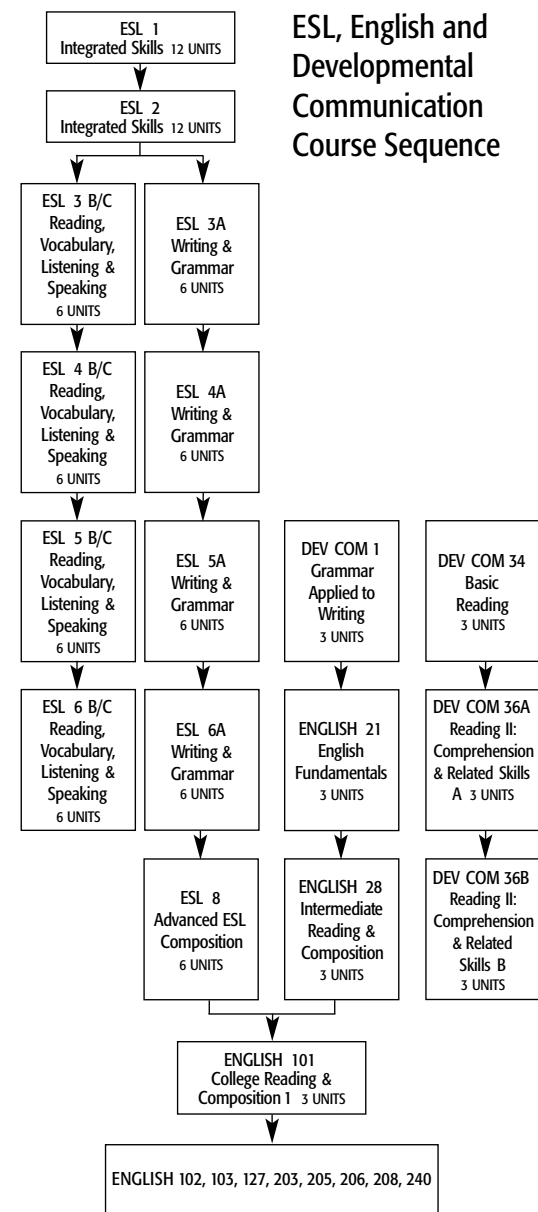 ESL, English and
Developmental
Communication
Course Sequence
ESL 1
Integrated Skills 12 UNITS
ESL 2
Integrated Skills 12 UNITS
ESL 3 B/C
Reading,
Vocabulary,
Listening &
Speaking
6 UNITS
ESL 3A
Writing &
Grammar
6 UNITS
ESL 4 B/C
Reading,
Vocabulary,
Listening &
Speaking
6 UNITS
ESL 4A
Writing &
Grammar
6 UNITS
ESL 5 B/C
Reading,
Vocabulary,
Listening &
Speaking
6 UNITS
ESL 5A
Writing &
Grammar
6 UNITS
DEV COM 1
Grammar
Applied to
Writing
3 UNITS
DEV COM 34
Basic
Reading
3 UNITS
ESL 6 B/C
Reading,
Vocabulary,
Listening &
Speaking
6 UNITS
ESL 6A
Writing &
Grammar
6 UNITS
ENGLISH 21
English
Fundamentals
3 UNITS
DEV COM 36A
Reading II:
Comprehension
& Related Skills
A 3 UNITS
ESL 8
Advanced ESL
Composition
6 UNITS
ENGLISH 28
Intermediate
Reading &
Composition
3 UNITS
DEV COM 36B
Reading II:
Comprehension
& Related
Skills B
3 UNITS
ENGLISH 101
College Reading &
Composition 1 3 UNITS
ENGLISH 102, 103, 127, 203, 205, 206, 208, 240